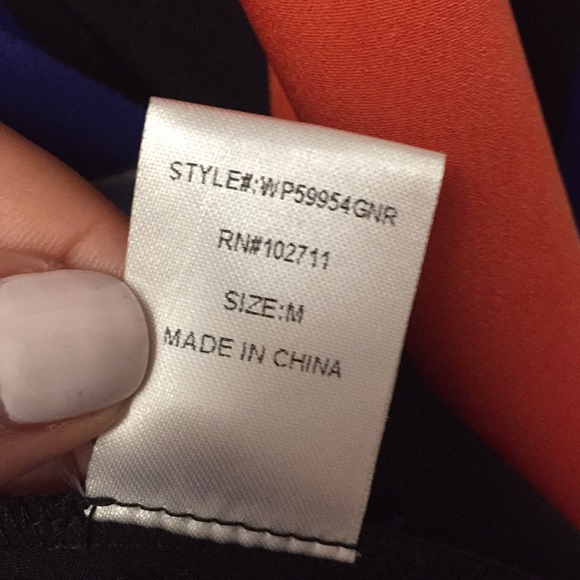 STYLE#:WP59954GNR
RN#102711
SIZE:M
MADE IN CHINA